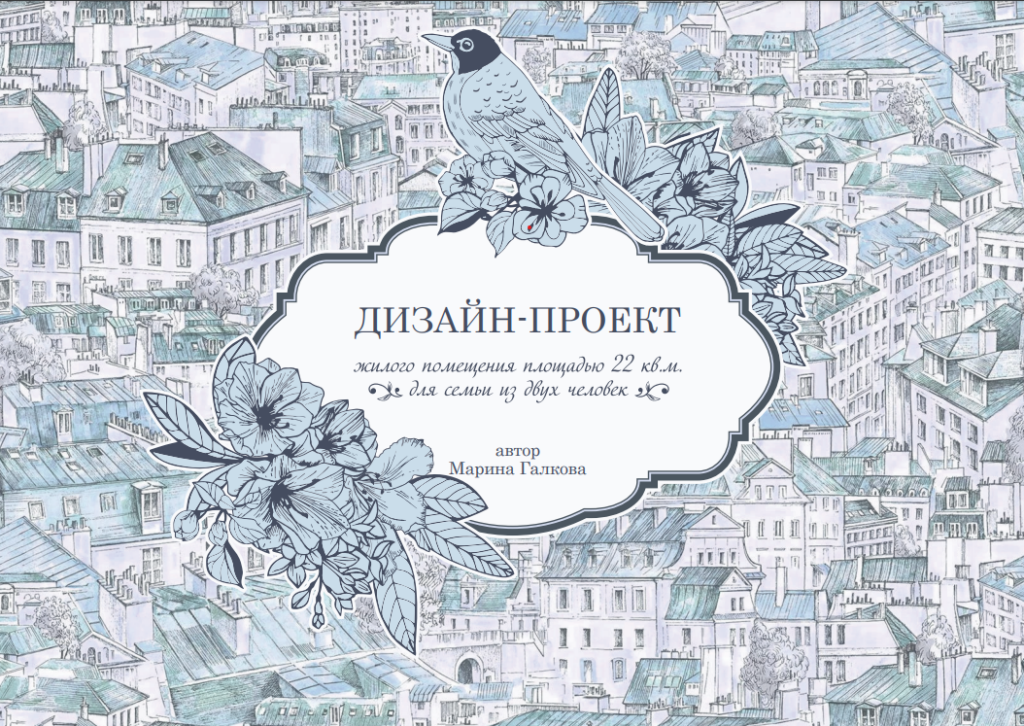 ДИЗАЙН-ПРОЕКТ
жилого помещения площадью 22 кв.м.
для семьи из двух человек
автор
Марина Галкова